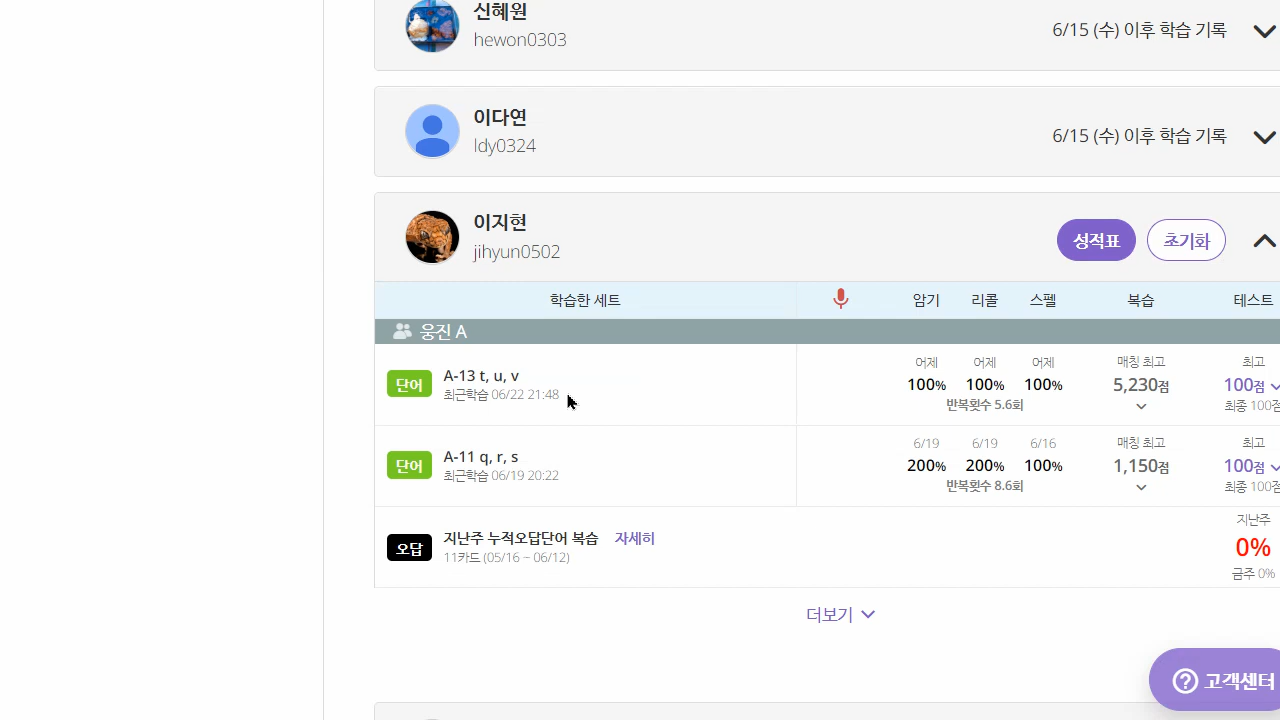 신혜원
hewon0303
6/15 (수) 이후 학습 기록
이다연
ldy0324
6/15 (수) 이후 학습 기록
이지현
jihyun0502
성적표
초기화
학습한 세트
암기
리콜
스펠
복습
테스트
웅진 A
단어
A-13 t, u, v
최근학습 06/22 21:48
어제
어제
어제
100%
100%
100%
반복횟수 5.6회
매칭 최고
5,230점
최고
100점
최종 100점
단어
A-11 q, r, s
최근학습 06/19 20:22
6/19
6/19
6/16
200%
200%
100%
반복횟수 8.6회
매칭 최고
1,150점
최고
100점
최종 100점
오답
지난주 누적오답단어 복습 자세히
11카드 (05/16 ~ 06/12)
지난주
0%
금주 0%
더보기
고객센터